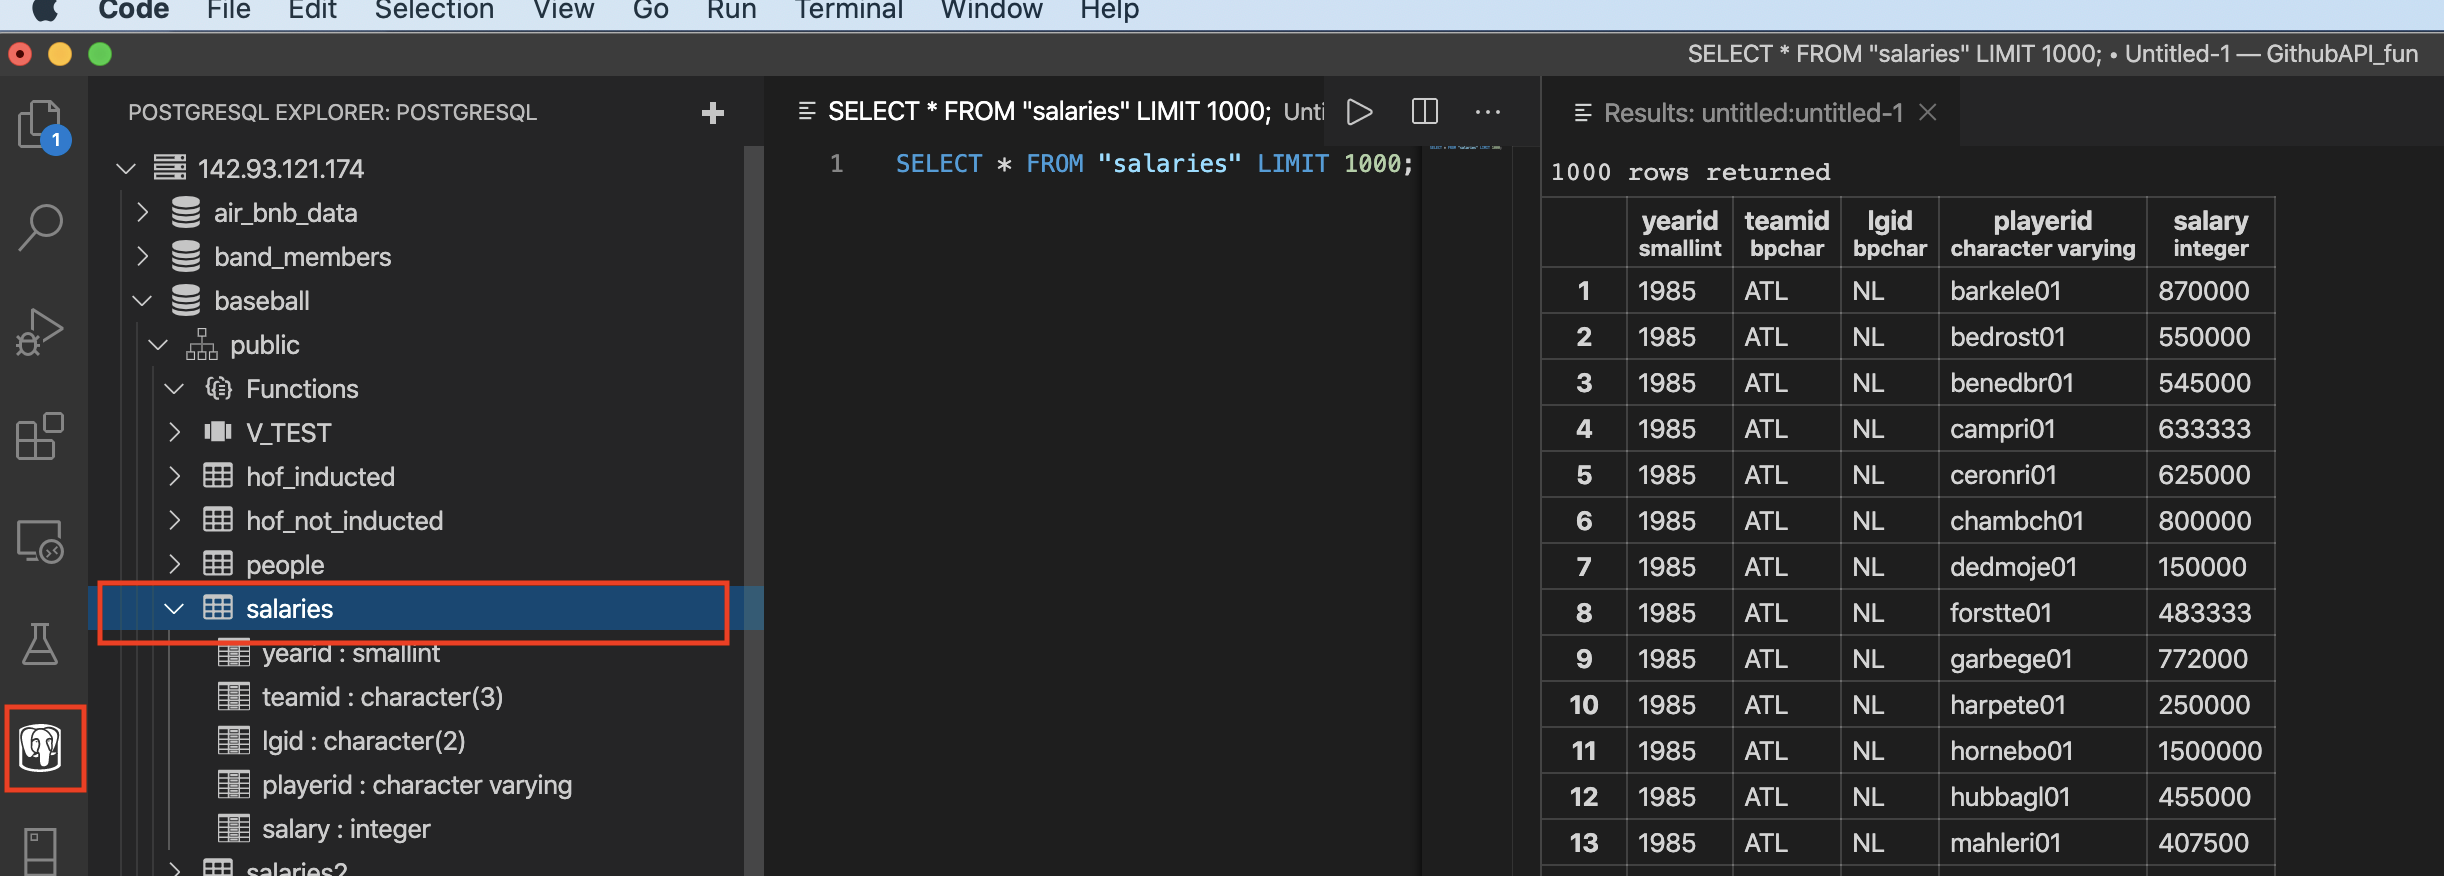 Code File Edit Selection View Go Run Terminal Window Help
SELECT * FROM "salaries" LIMIT 1000; • Untitled-1 — GithubAPI_fun
1
POSTGRESQL EXPLORER: POSTGRESQL
142.93.121.174
air_bnb_data
band_members
baseball
public
Functions
V_TEST
hof_inducted
hof_not_inducted
people
salaries
yearid : smallint
teamid : character(3)
lgid : character(2)
playerid : character varying
salary : integer
salaries2
SELECT * FROM "salaries" LIMIT 1000; Unti
1 SELECT * FROM "salaries" LIMIT 1000;
SELECT * FROM "salaries" LIMIT 1000;
Results: untitled:untitled-1
1000 rows returned
yearid teamid lgid playerid salary
smallint bpchar bpchar character varying integer
1 1985 ATL NL barkele01 870000
2 1985 ATL NL bedrost01 550000
3 1985 ATL NL benedbr01 545000
4 1985 ATL NL campri01 633333
5 1985 ATL NL ceronri01 625000
6 1985 ATL NL chambch01 800000
7 1985 ATL NL dedmoje01 150000
8 1985 ATL NL forstte01 483333
9 1985 ATL NL garbege01 772000
10 1985 ATL NL harpete01 250000
11 1985 ATL NL hornebo01 1500000
12 1985 ATL NL hubbagl01 455000
13 1985 ATL NL mahleri01 407500